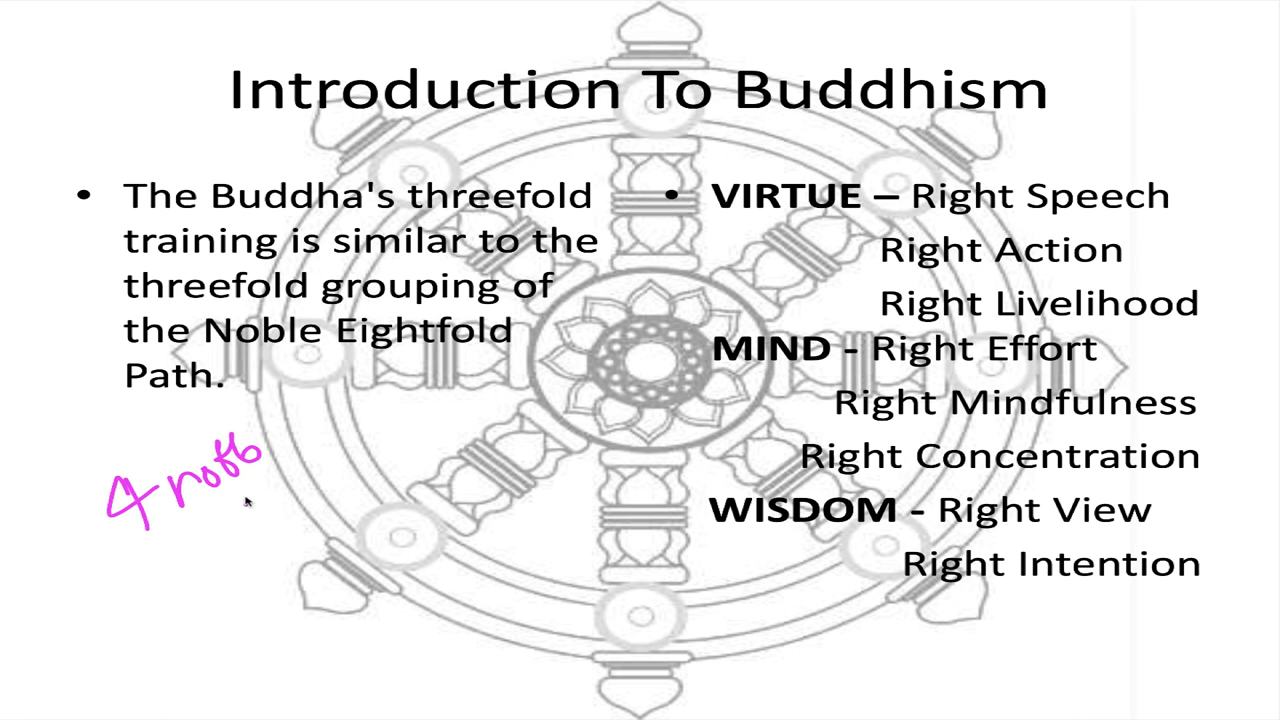 Introduction To Buddhism
• The Buddha's threefold
training is similar to the
threefold grouping of
the Noble Eightfold
Path.
• VIRTUE – Right Speech
Right Action
Right Livelihood
MIND - Right Effort
Right Mindfulness
Right Concentration
WISDOM - Right View
Right Intention
4